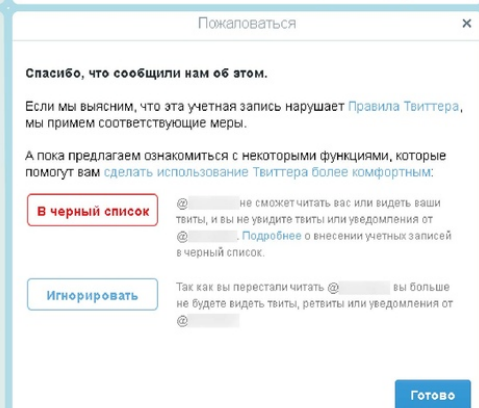 Пожаловаться ×
Спасибо, что сообщили нам об этом.
Если мы выясним, что эта учетная запись нарушает Правила Твиттера,
мы примем соответствующие меры.
А пока предлагаем ознакомиться с некоторыми функциями, которые
помогут вам сделать использование Твиттера более комфортным:
В черный список
@ не сможет читать вас или видеть ваши
твиты, и вы не увидите твиты или уведомления от
@ . Подробнее о внесении учетных записей
в черный список.
Игнорировать
Так как вы перестали читать @ вы больше
не будете видеть твиты, ретвиты или уведомления от
@
Готово